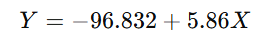 Y = −96.832 + 5.86X